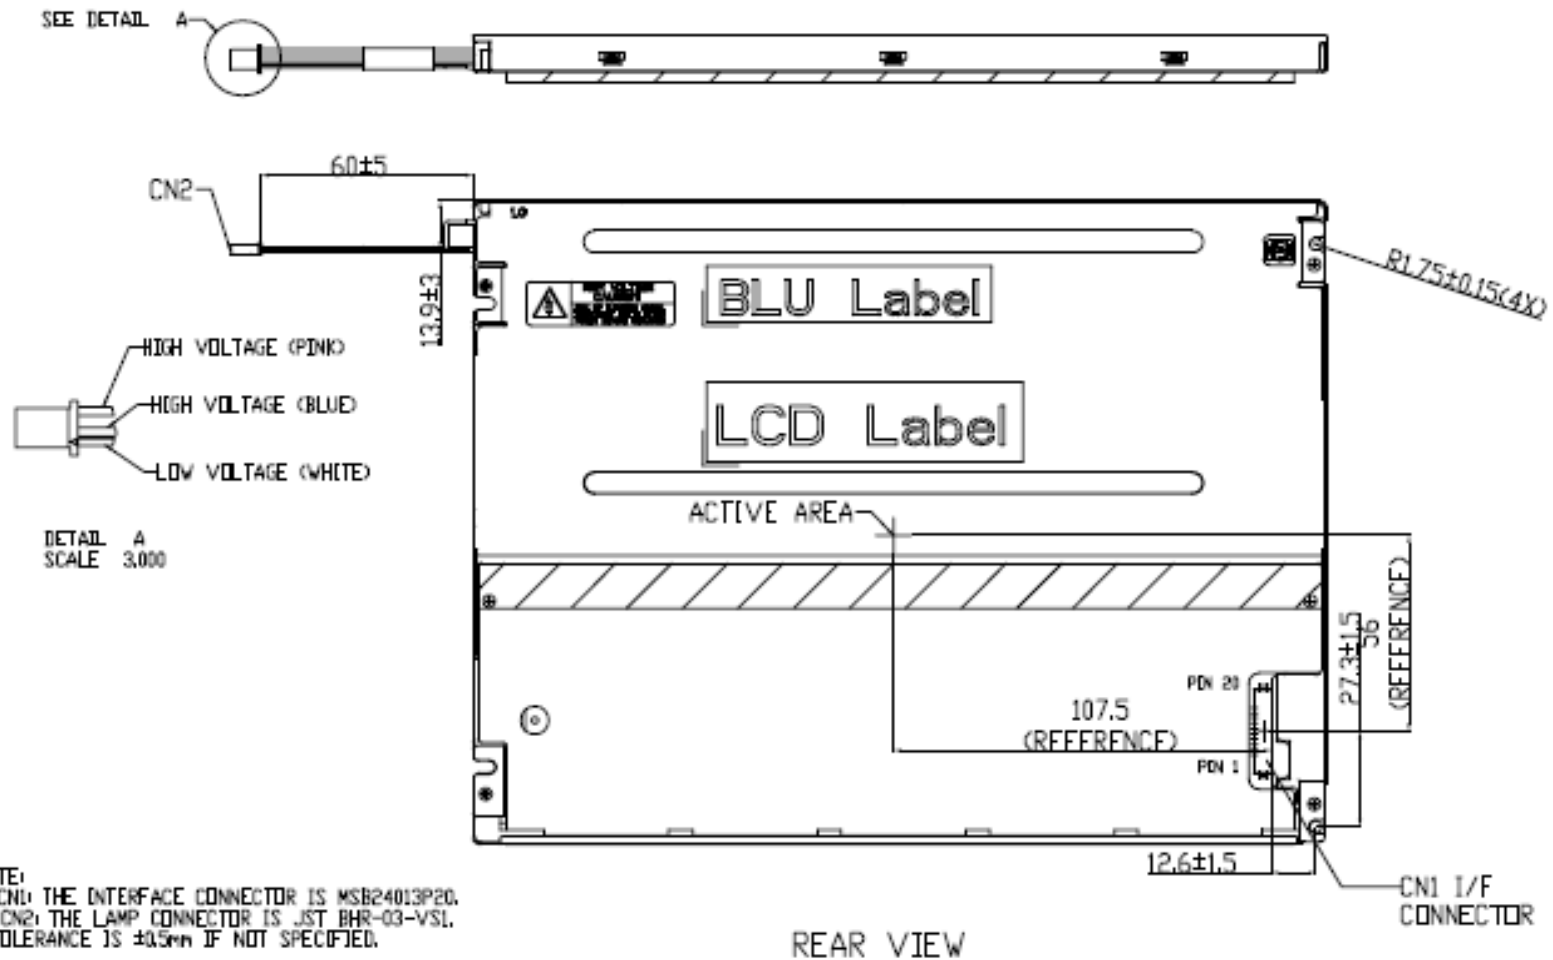 SEE DETAIL A
60±5
CN2
13.9±3
R1.75±0.15(4X)
BLU Label
HIGH VOLTAGE (PINK)
HIGH VOLTAGE (BLUE)
LOW VOLTAGE (WHITE)
LCD Label
DETAIL A
SCALE 3.000
ACTIVE AREA
27.3±1.5
56
(REFERENCE)
PIN 20
107.5
(REFERENCE)
PIN 1
12.6±1.5
CN1 I/F
CONNECTOR
TE:
CN1: THE INTERFACE CONNECTOR IS MSB24013P20.
CN2: THE LAMP CONNECTOR IS JST BHR-03-VS1.
OLERANCE IS ±0.5mm IF NOT SPECIFIED.
REAR VIEW